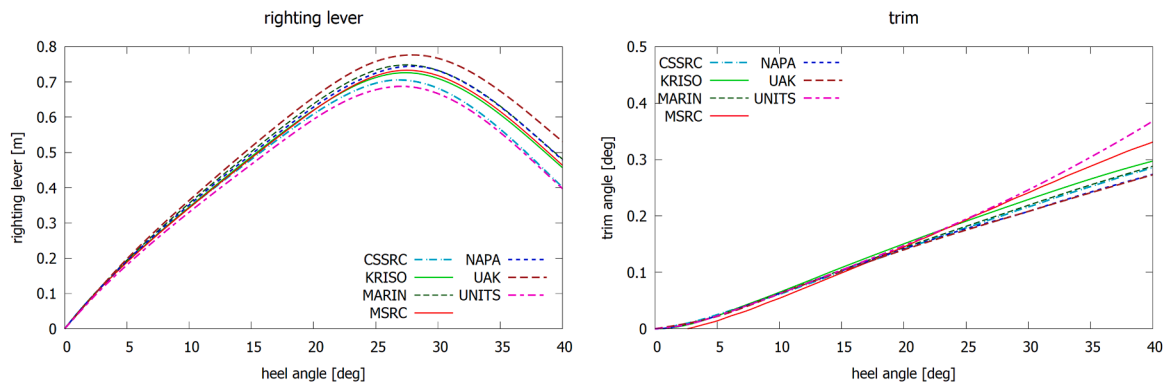 righting lever
righting lever [m]
0.8
0.7
0.6
0.5
0.4
0.3
0.2
0.1
0
CSSRC NAPA
KRISO UAK
MARIN UNITS
MSRC
0 5 10 15 20 25 30 35 40
heel angle [deg]
trim
trim angle [deg]
0.5
0.4
0.3
0.2
0.1
0
CSSRC NAPA
KRISO UAK
MARIN UNITS
MSRC
0 5 10 15 20 25 30 35 40
heel angle [deg]